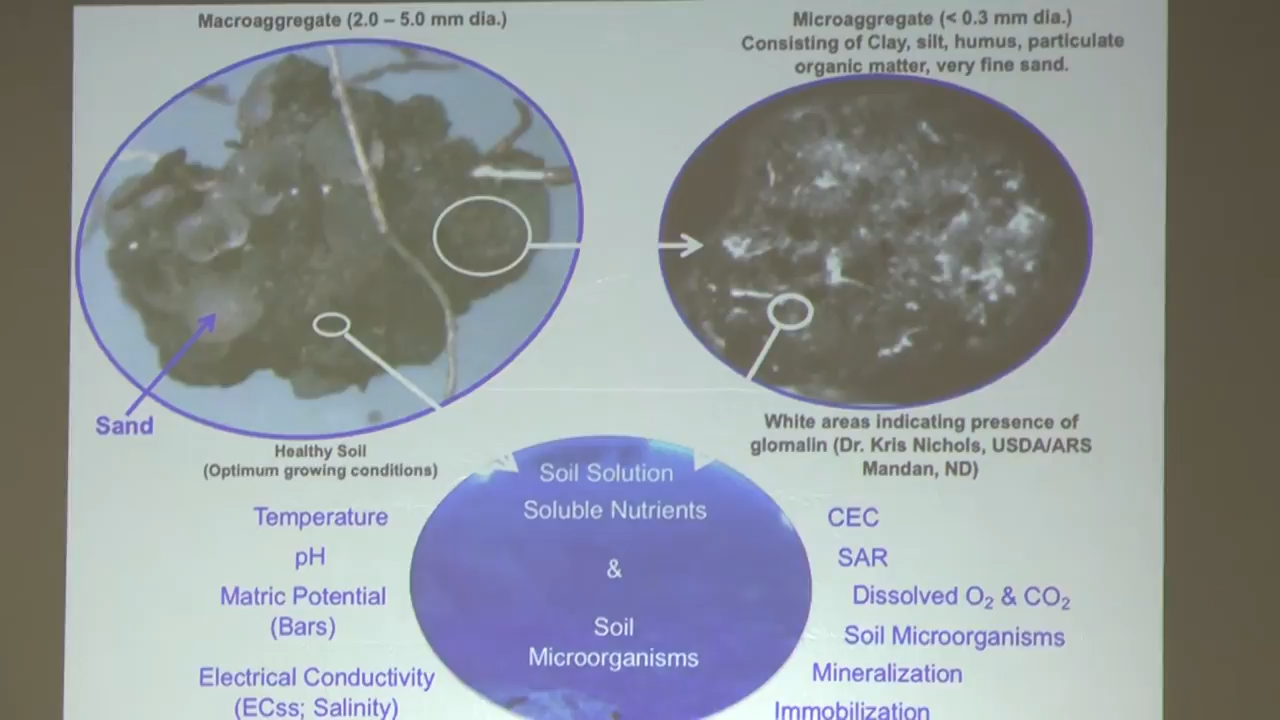 Macroaggregate (2.0 – 5.0 mm dia.)
Microaggregate (< 0.3 mm dia.)
Consisting of Clay, silt, humus, particulate
organic matter, very fine sand.
Sand
Healthy Soil
(Optimum growing conditions)
White areas indicating presence of
glomalin (Dr. Kris Nichols, USDA/ARS
Mandan, ND)
Temperature
pH
Matric Potential
(Bars)
Electrical Conductivity
(ECss; Salinity)
Soil Solution
Soluble Nutrients
&
Soil
Microorganisms
CEC
SAR
Dissolved O₂ & CO₂
Soil Microorganisms
Mineralization
Immobilization